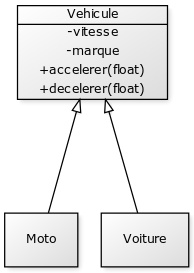 Vehicule
-vitesse
-marque
+accelerer(float)
+decelerer(float)
Moto
Voiture